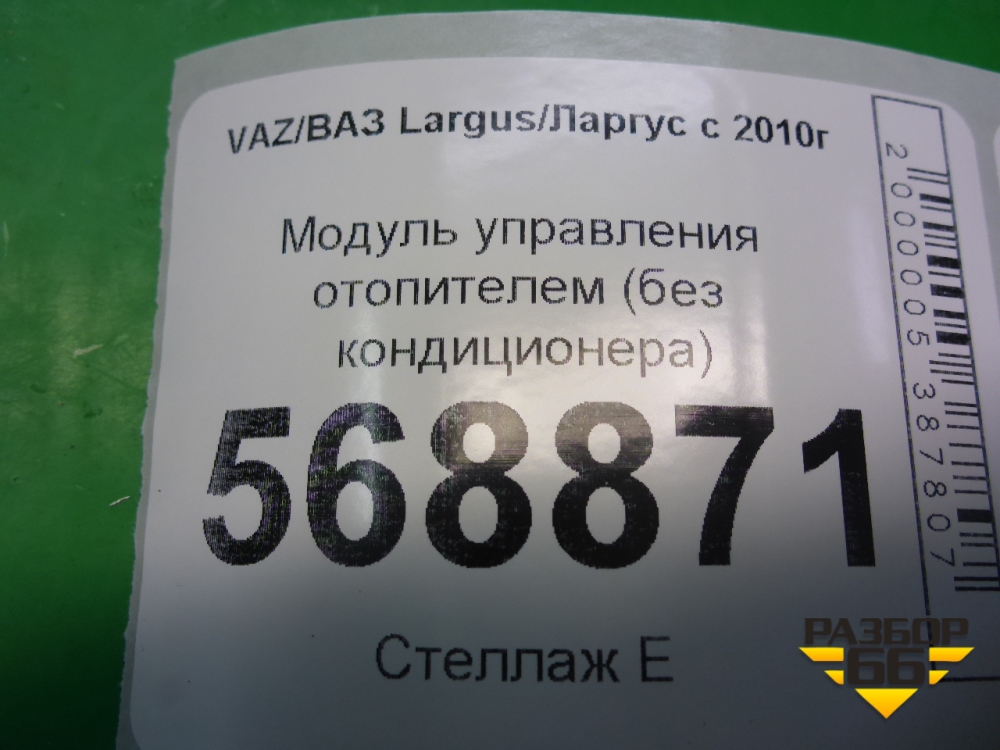 VAZ/ВАЗ Largus/Ларгус с 2010г
Модуль управления
отопителем (без
кондиционера)
568871
Стеллаж Е
2000005387807
РАЗБОР
66